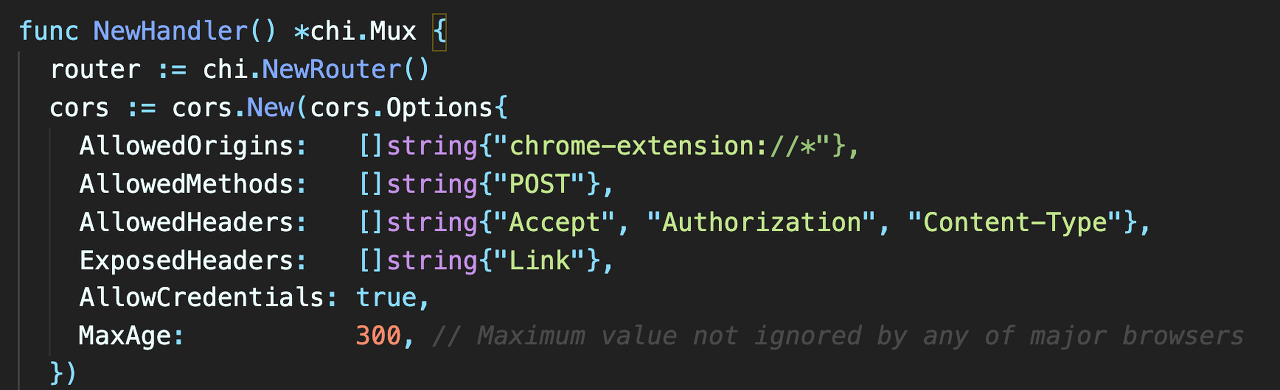 func NewHandler() *chi.Mux {
router := chi.NewRouter()
cors := cors.New(cors.Options{
AllowedOrigins: []string{"chrome-extension://*"},
AllowedMethods: []string{"POST"},
AllowedHeaders: []string{"Accept", "Authorization", "Content-Type"},
ExposedHeaders: []string{"Link"},
AllowCredentials: true,
MaxAge: 300, // Maximum value not ignored by any of major browsers
})